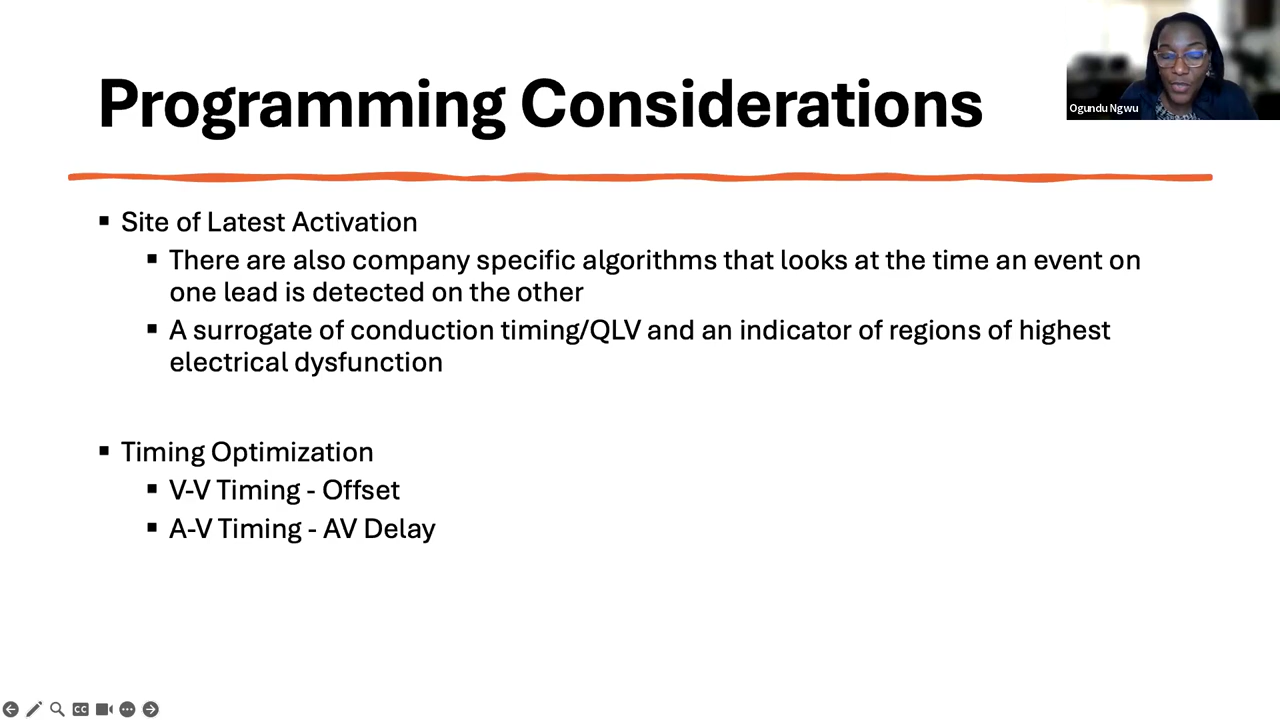 Programming Considerations
Ogundu Ngwu
▪ Site of Latest Activation
▪ There are also company specific algorithms that looks at the time an event on
one lead is detected on the other
▪ A surrogate of conduction timing/QLV and an indicator of regions of highest
electrical dysfunction
▪ Timing Optimization
▪ V-V Timing - Offset
▪ A-V Timing - AV Delay
CC